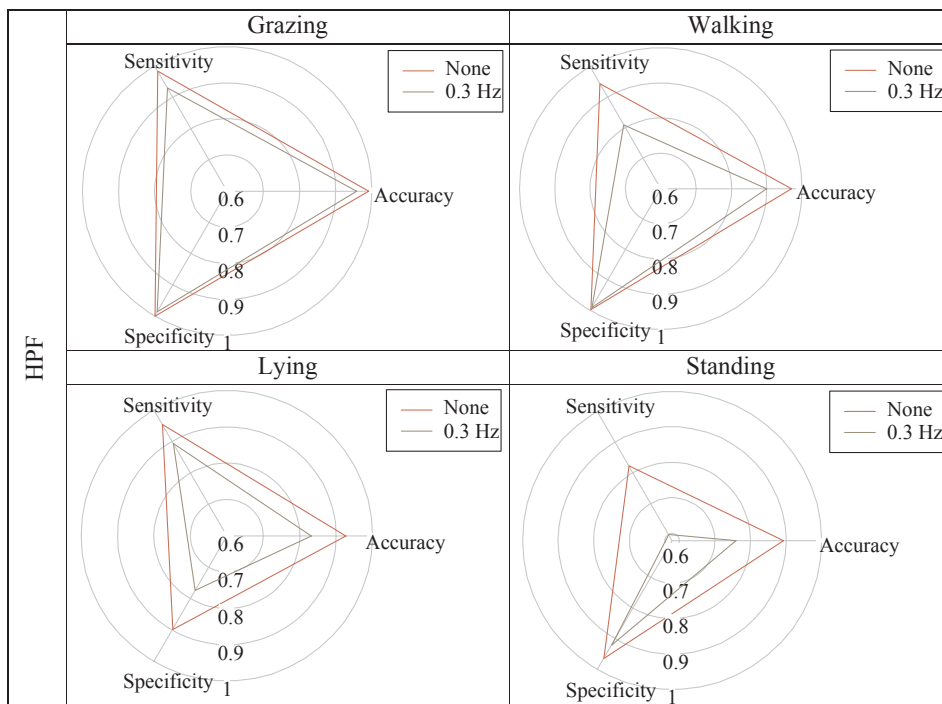 HPF
Grazing
Sensitivity
None
0.3 Hz
Accuracy
0.6
0.7
0.8
0.9
Specificity
1
Walking
Sensitivity
None
0.3 Hz
Accuracy
0.6
0.7
0.8
0.9
Specificity
1
Lying
Sensitivity
None
0.3 Hz
Accuracy
0.6
0.7
0.8
0.9
Specificity
1
Standing
Sensitivity
None
0.3 Hz
Accuracy
0.6
0.7
0.8
0.9
Specificity
1